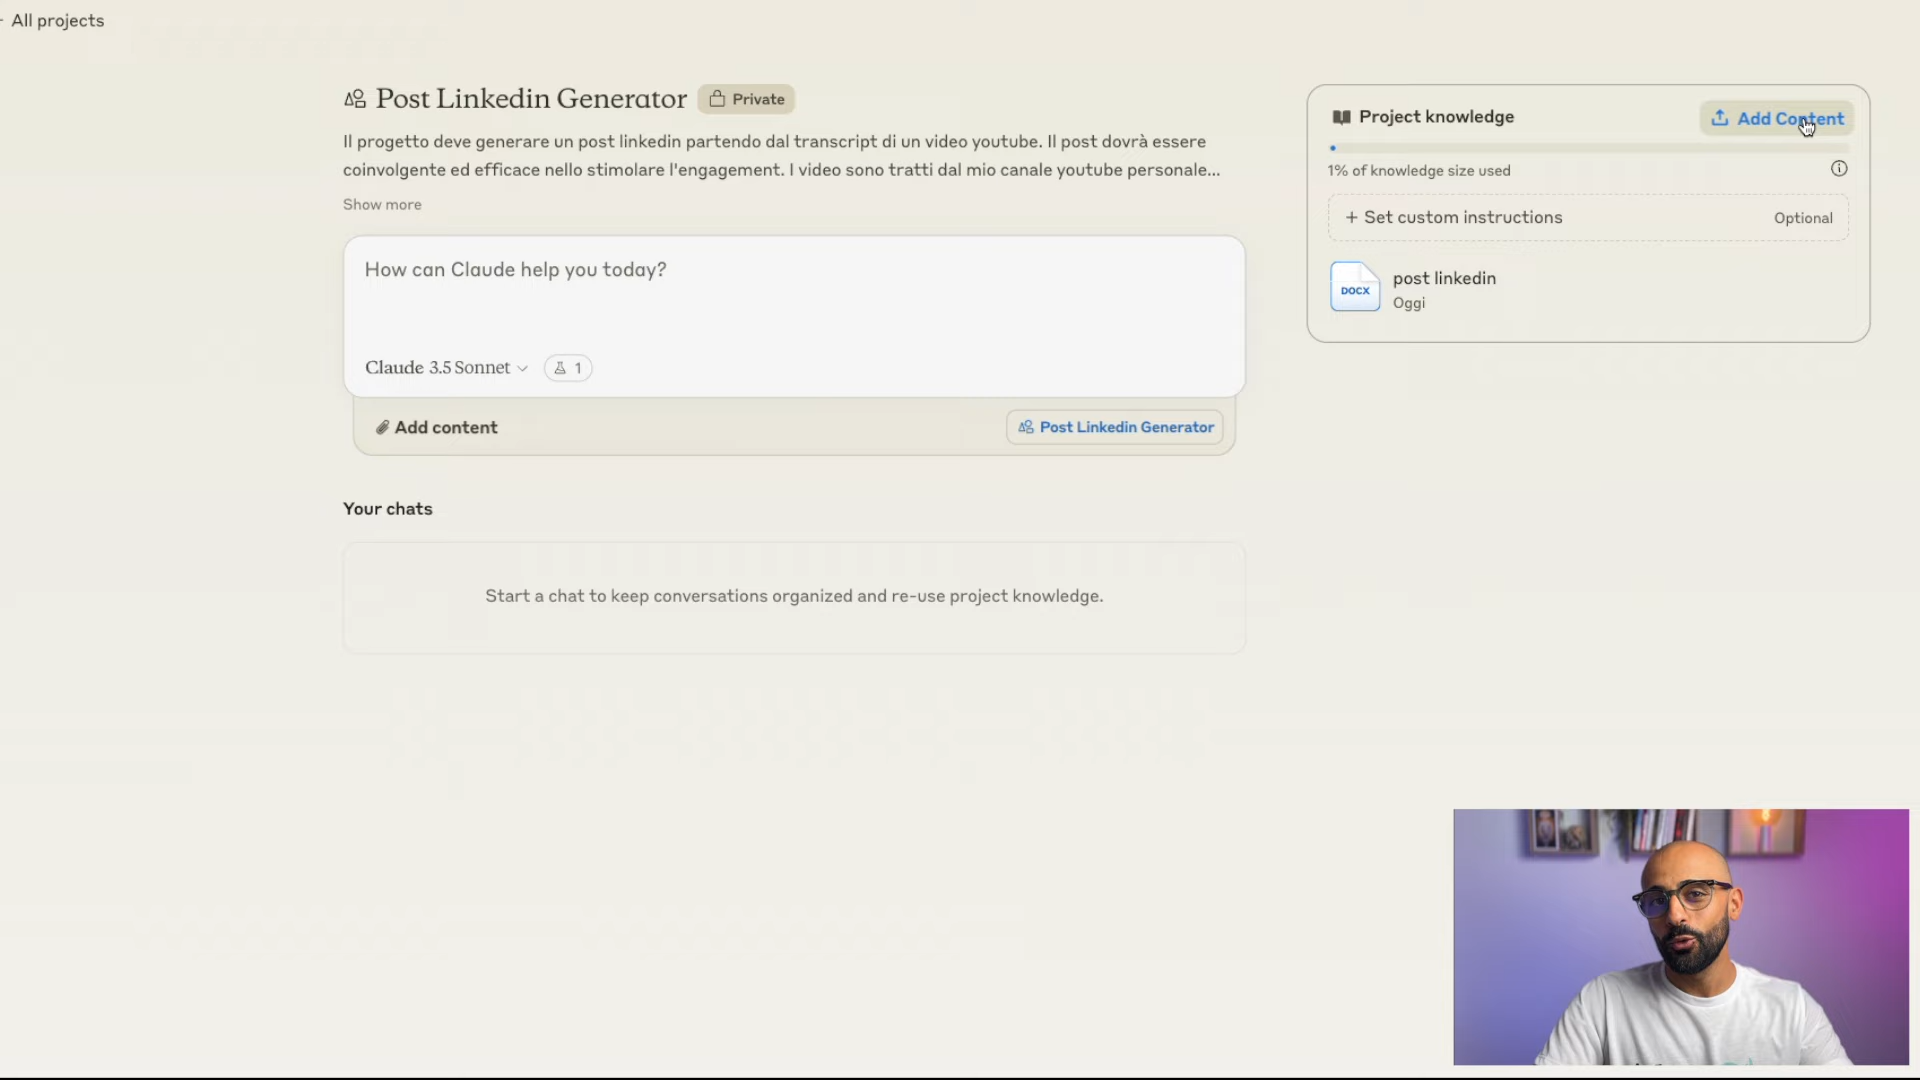 All projects
Post Linkedin Generator
Private
Il progetto deve generare un post linkedin partendo dal transcript di un video youtube. Il post dovrà essere
coinvolgente ed efficace nello stimolare l'engagement. I video sono tratti dal mio canale youtube personale...
Show more
How can Claude help you today?
Claude 3.5 Sonnet
1
Add content
Post Linkedin Generator
Your chats
Start a chat to keep conversations organized and re-use project knowledge.
Project knowledge
Add Content
1% of knowledge size used
+ Set custom instructions
Optional
DOCX
post linkedin
Oggi